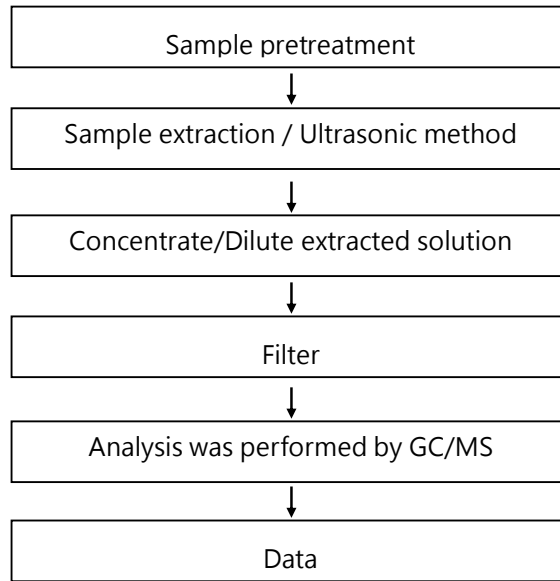 Sample pretreatment
Sample extraction / Ultrasonic method
Concentrate/Dilute extracted solution
Filter
Analysis was performed by GC/MS
Data